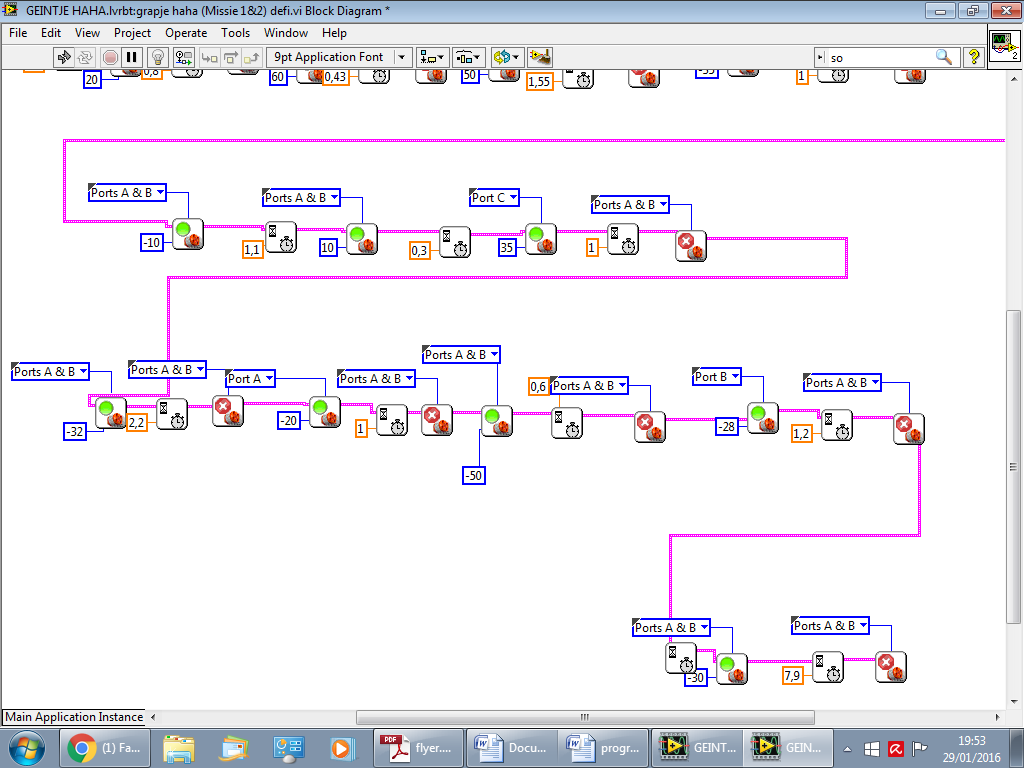 GEINTJE HAHA.lvrbt:grapje haha (Missie 1&2) defi.vi Block Diagram *
File Edit View Project Operate Tools Window Help
9pt Application Font so ? 2
20 0,8 60 0,43 50 1,55 1
Ports A & B Ports A & B Port C Ports A & B
-10 1,1 10 0,3 35 1
Ports A & B
Ports A & B Ports A & B Port A Ports A & B 0,6 Ports A & B Port B Ports A & B
-32 2,2 -20 1 -28 1,2
-50
Ports A & B Ports A & B
-30 7,9
Main Application Instance
(1) Fa... flyer.... Docu... progr... GEINT... GEIN... 19:53
29/01/2016